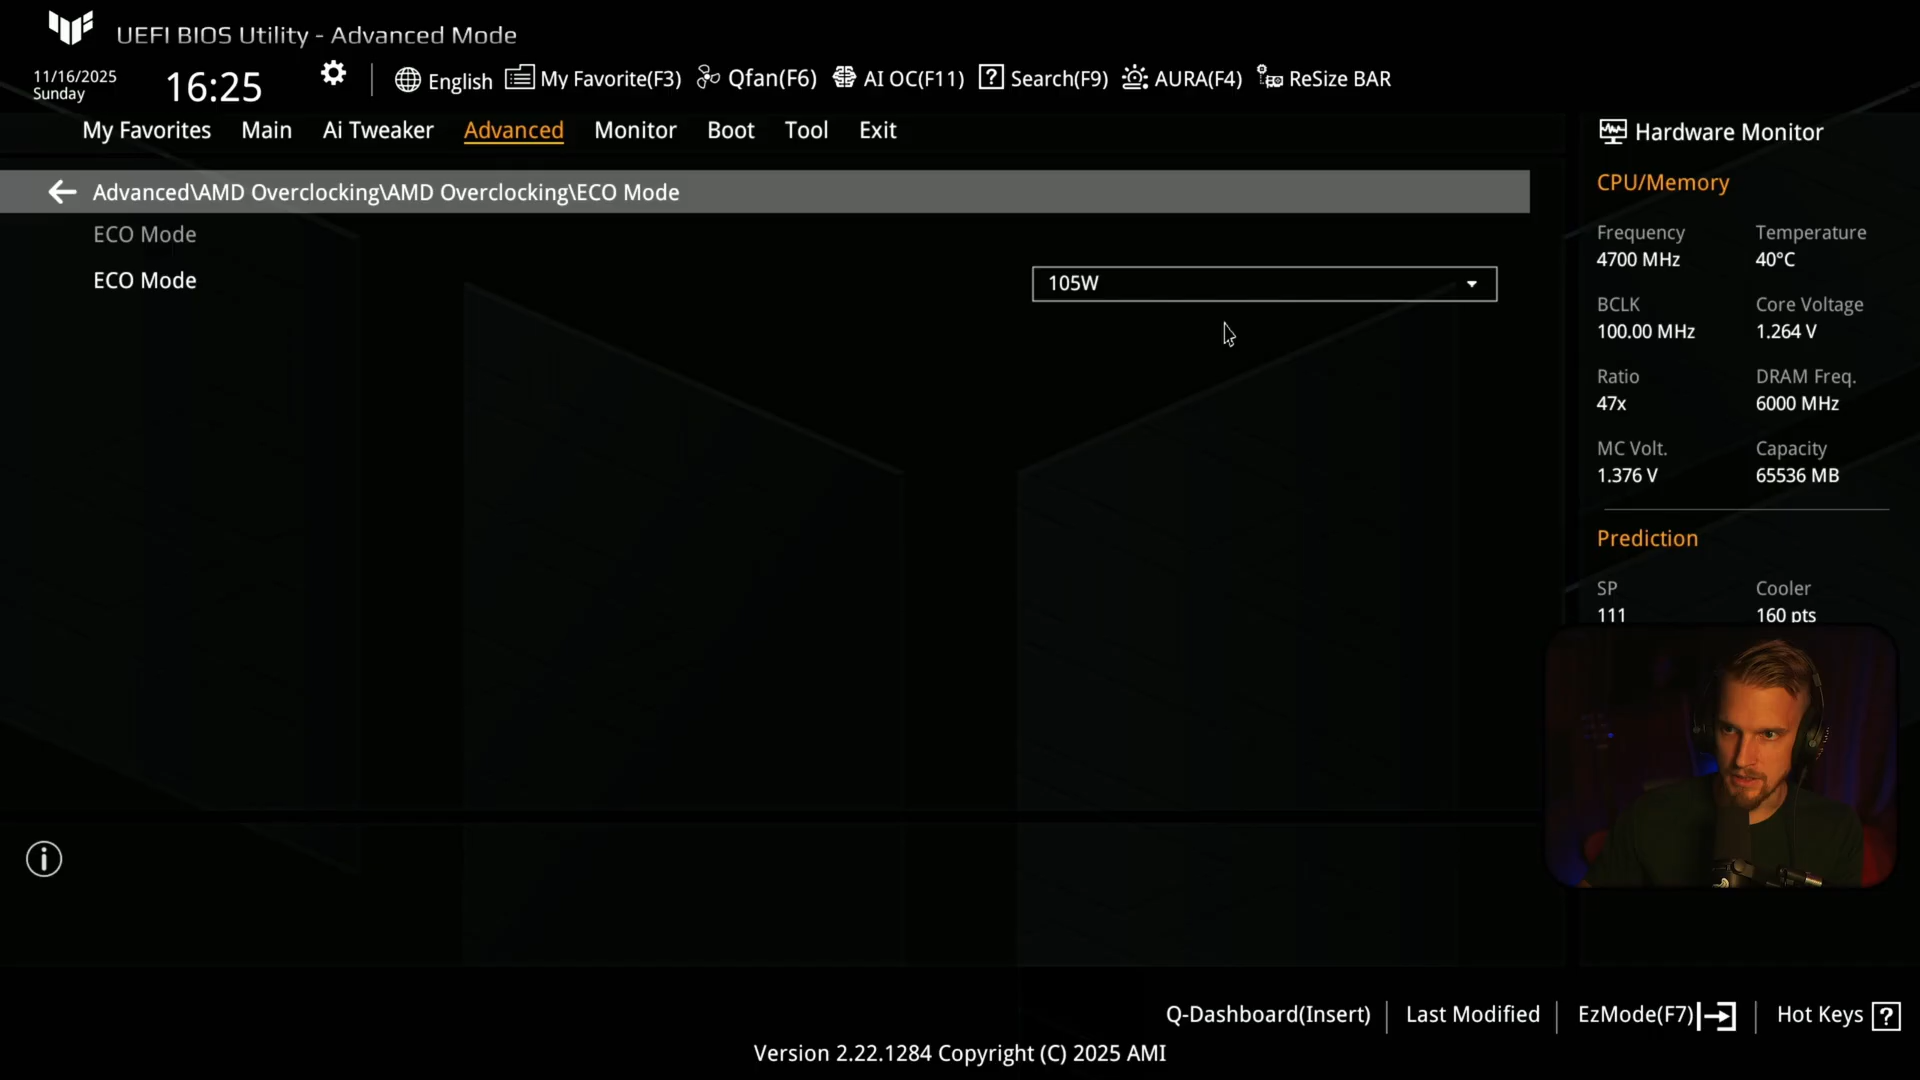 UEFI BIOS Utility - Advanced Mode
11/16/2025
Sunday
16:25
English
My Favorite(F3)
Qfan(F6)
AI OC(F11)
Search(F9)
AURA(F4)
ReSize BAR
My Favorites
Main
Ai Tweaker
Advanced
Monitor
Boot
Tool
Exit
Advanced\AMD Overclocking\AMD Overclocking\ECO Mode
ECO Mode
ECO Mode
105W
Hardware Monitor
CPU/Memory
Frequency
Temperature
4700 MHz
40°C
BCLK
Core Voltage
100.00 MHz
1.264 V
Ratio
DRAM Freq.
47x
6000 MHz
MC Volt.
Capacity
1.376 V
65536 MB
Prediction
SP
Cooler
111
160 pts
Q-Dashboard(Insert)
Last Modified
EzMode(F7)
Hot Keys ?
Version 2.22.1284 Copyright (C) 2025 AMI